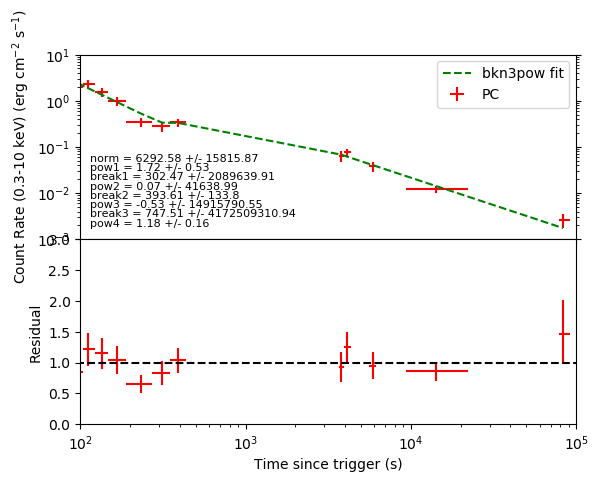 Count Rate (0.3-10 keV) (erg cm⁻² s⁻¹)
10¹
10⁰
10⁻¹
10⁻²
10⁻³
bkn3pow fit
PC
norm = 6292.58 +/- 15815.87
pow1 = 1.72 +/- 0.53
break1 = 302.47 +/- 2089639.91
pow2 = 0.07 +/- 41638.99
break2 = 393.61 +/- 133.8
pow3 = -0.53 +/- 14915790.55
break3 = 747.51 +/- 4172509310.94
pow4 = 1.18 +/- 0.16
Residual
3.0
2.5
2.0
1.5
1.0
0.5
0.0
10² 10³ 10⁴ 10⁵
Time since trigger (s)